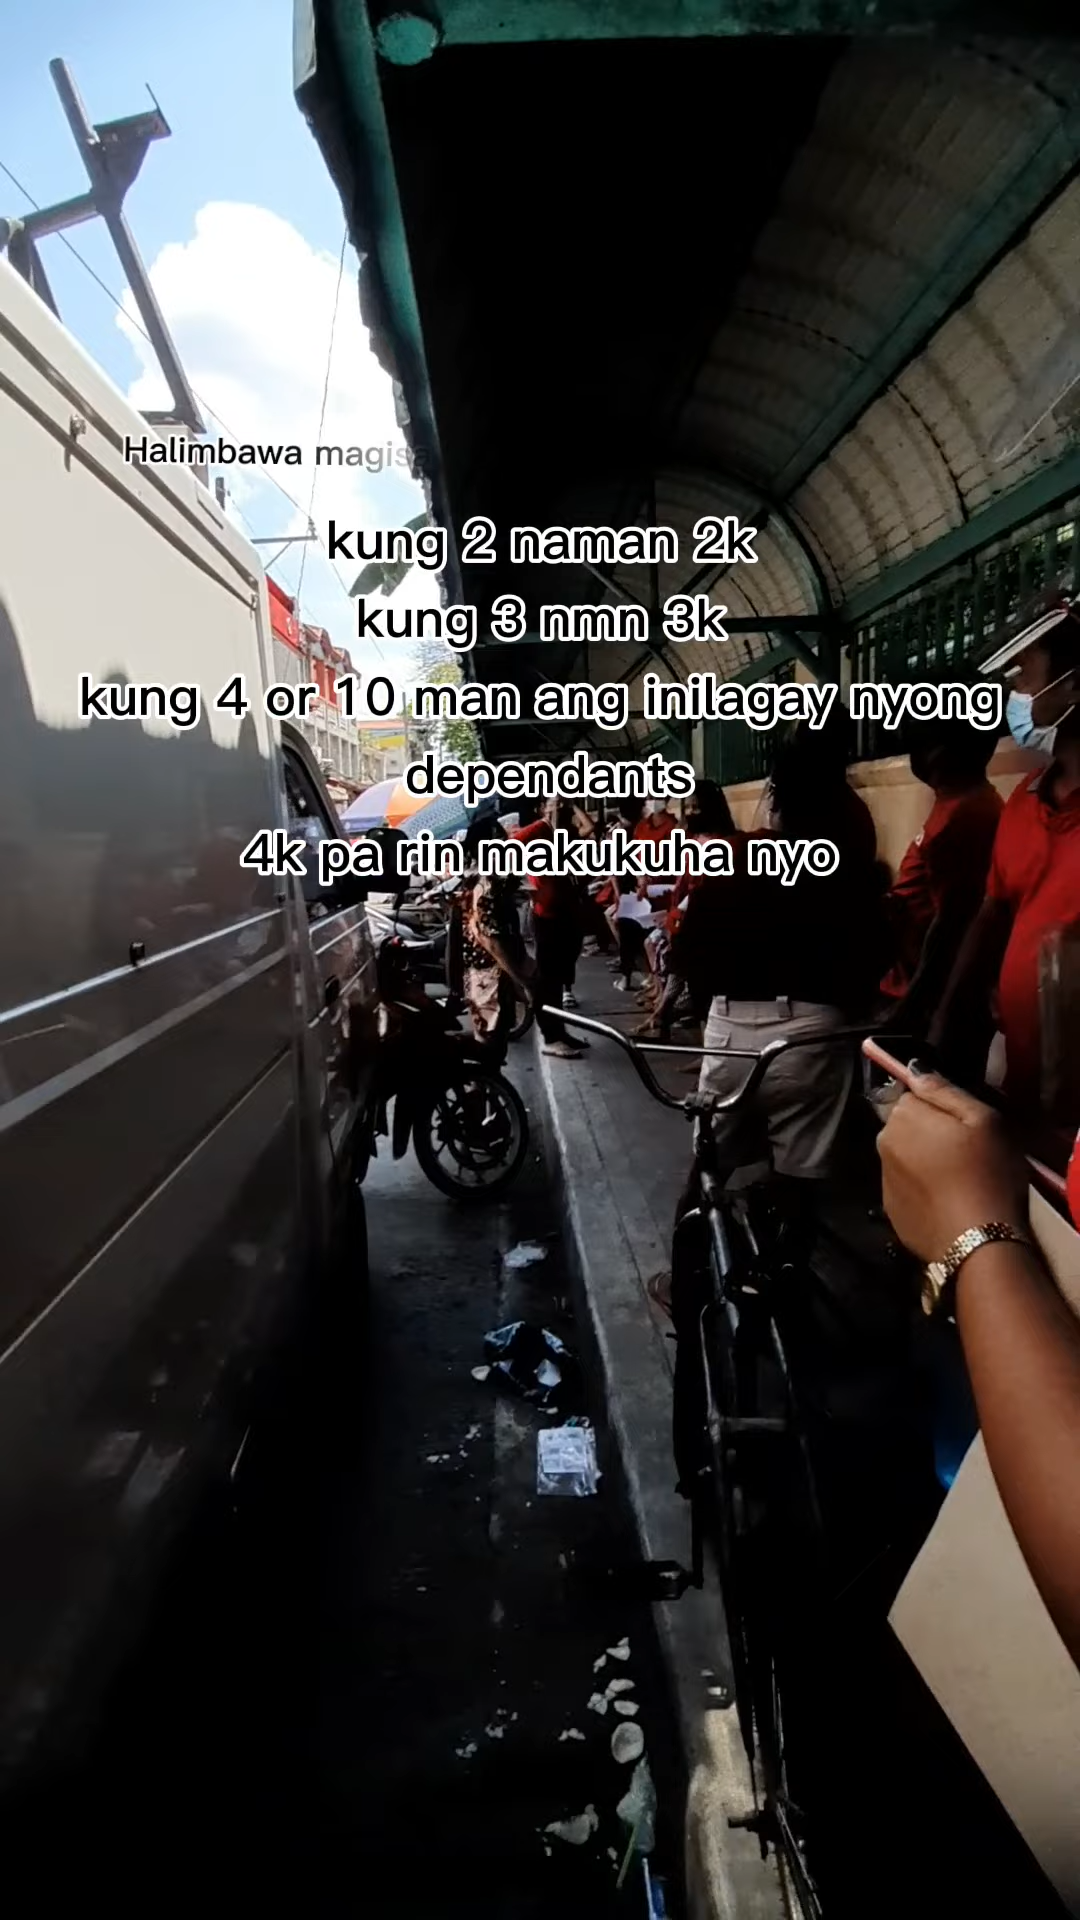 Halimbawa
kung 2 naman 2k
kung 3 nmn 3k
kung 4 or 10 man ang inilagay nyong
dependants
4k pa rin makukuha nyo